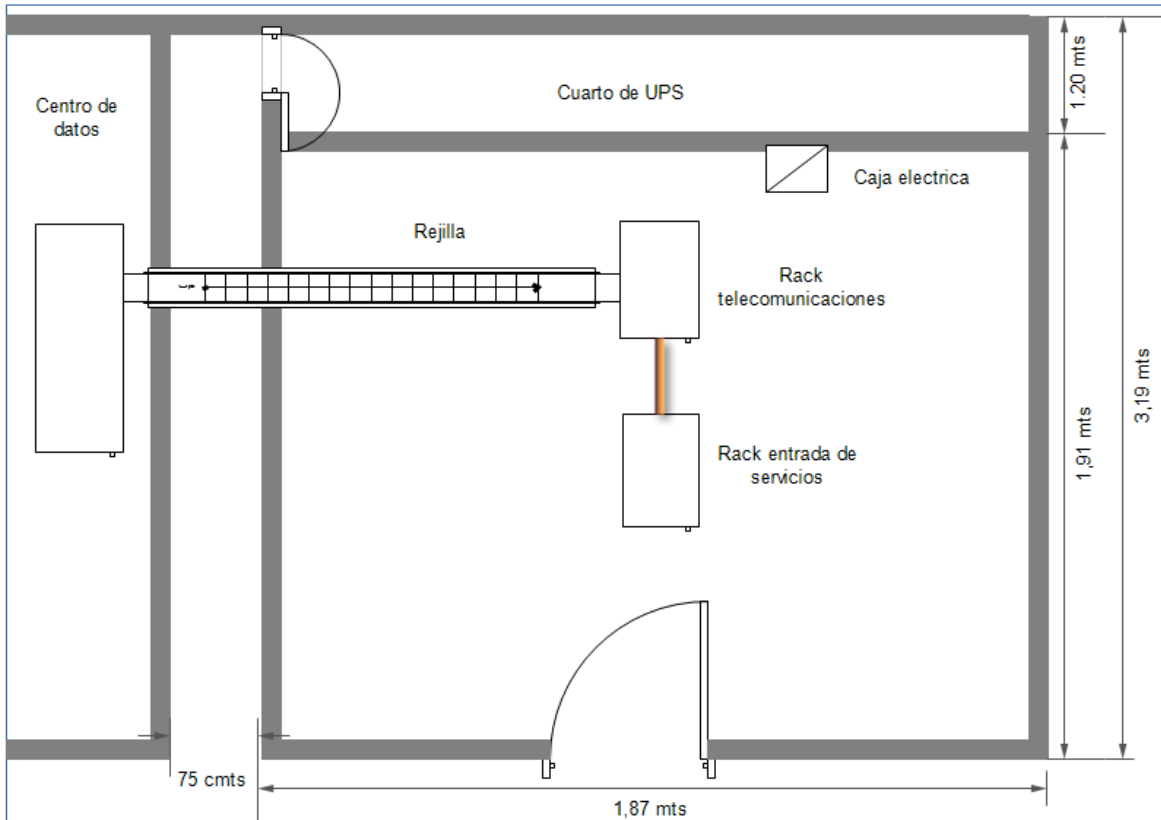 Centro de
datos
Cuarto de UPS
1.20 mts
Caja electrica
Rejilla
Rack
telecomunicaciones
3,19 mts
1,91 mts
Rack entrada de
servicios
75 cmts
1,87 mts